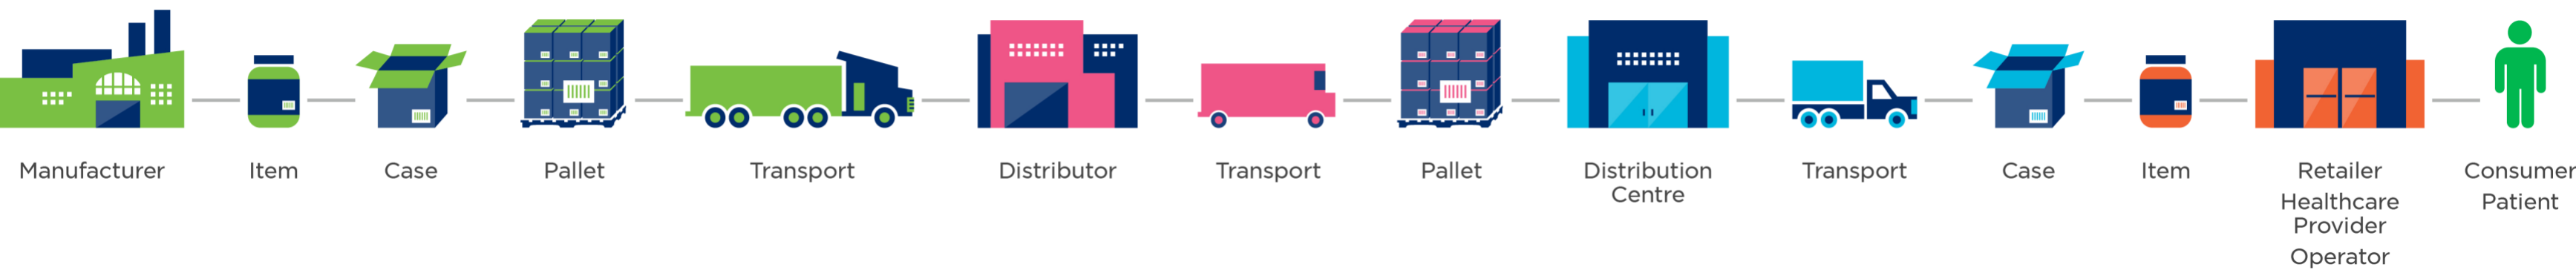 Manufacturer
Item
Case
Pallet
Transport
Distributor
Transport
Pallet
Distribution
Centre
Transport
Case
Item
Retailer
Healthcare
Provider
Operator
Consumer
Patient